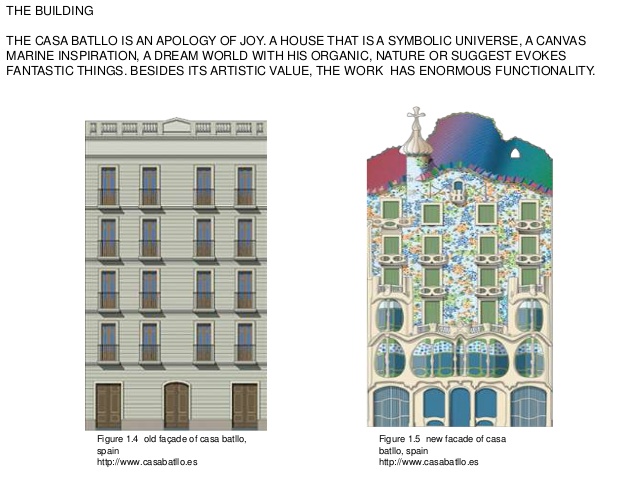 THE BUILDING
THE CASA BATLLO IS AN APOLOGY OF JOY. A HOUSE THAT IS A SYMBOLIC UNIVERSE, A CANVAS
MARINE INSPIRATION, A DREAM WORLD WITH HIS ORGANIC, NATURE OR SUGGEST EVOKES
FANTASTIC THINGS. BESIDES ITS ARTISTIC VALUE, THE WORK  HAS ENORMOUS FUNCTIONALITY.
Figure 1.4  old façade of casa batllo,
spain
http://www.casabatllo.es
Figure 1.5  new facade of casa
batllo, spain
http://www.casabatllo.es